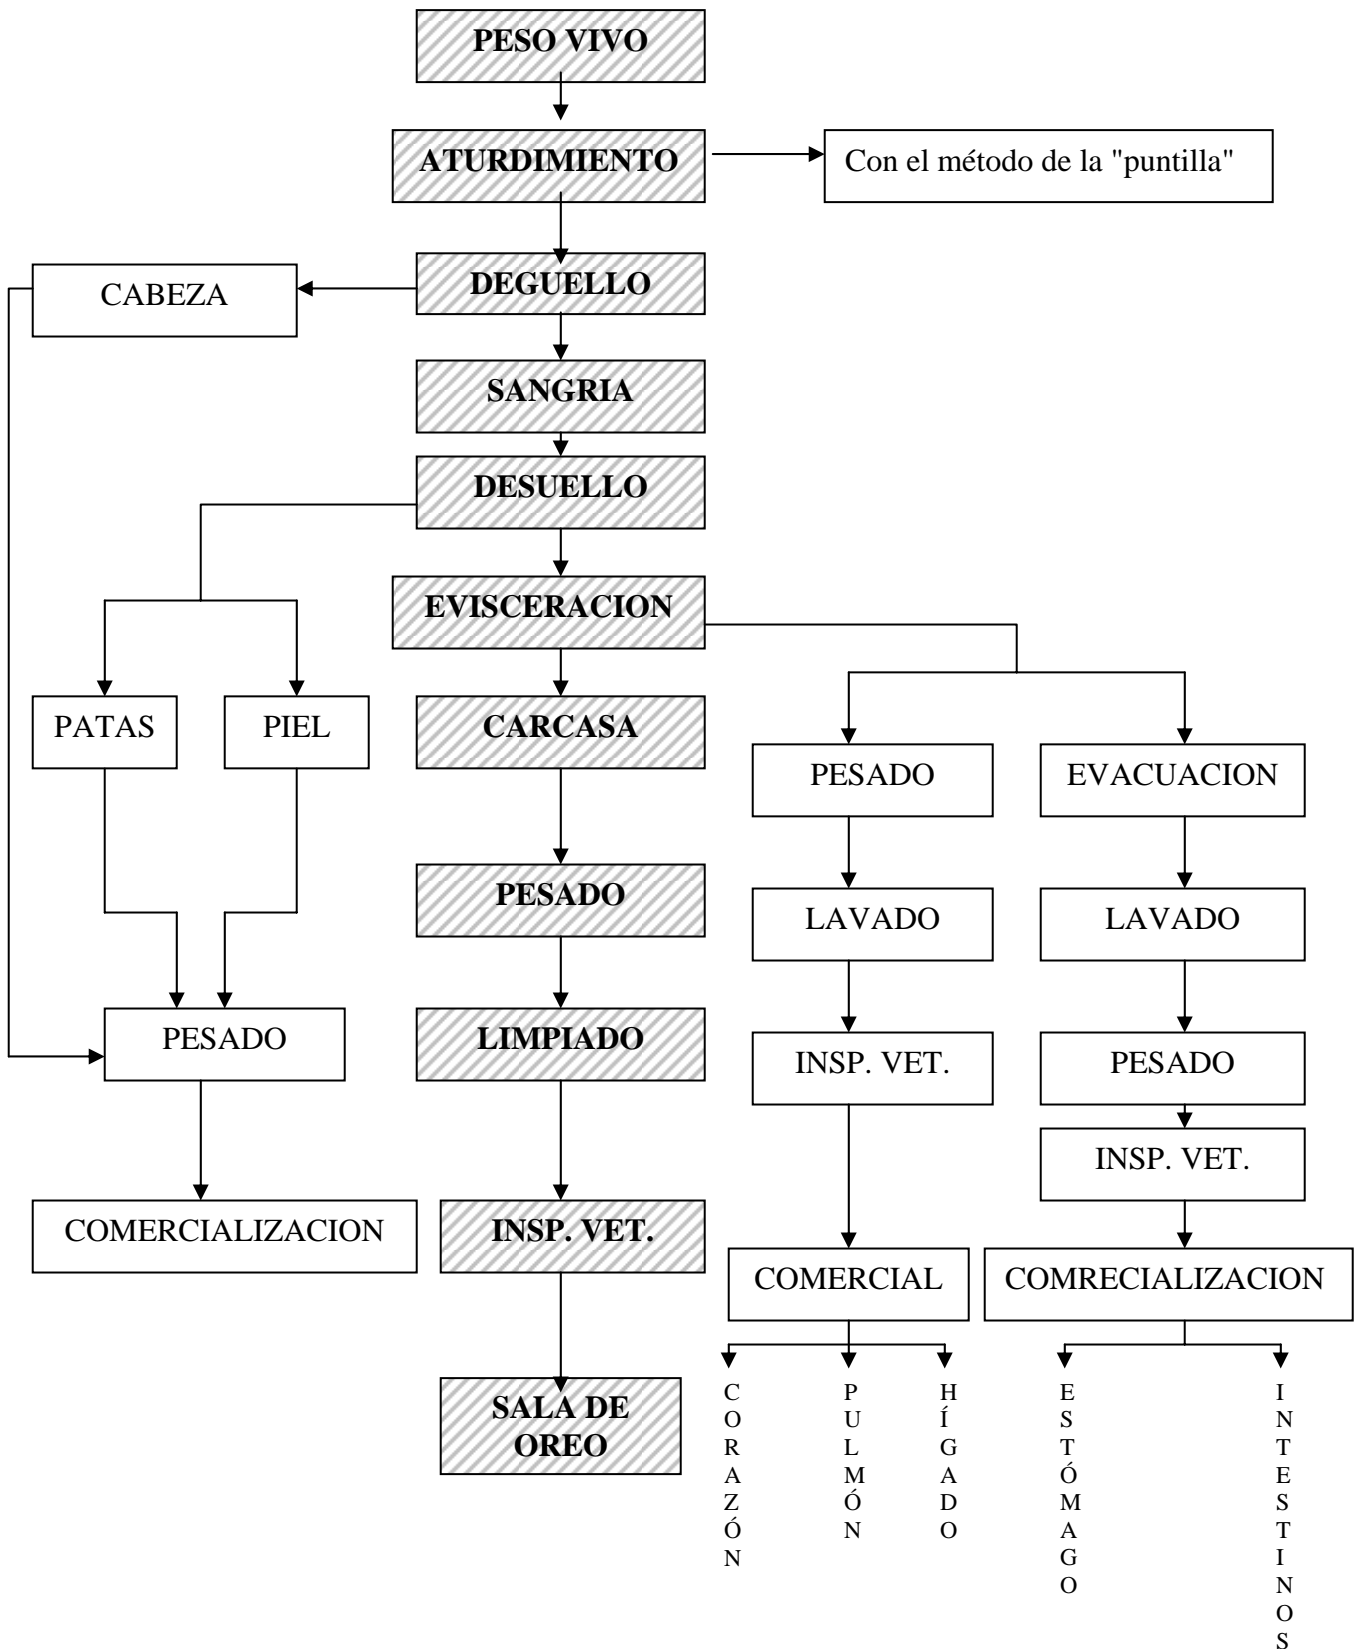 PESO VIVO
ATURDIMIENTO
Con el método de la "puntilla"
DEGUELLO
CABEZA
SANGRIA
DESUELLO
EVISCERACION
PATAS
PIEL
CARCASA
PESADO
EVACUACION
PESADO
LAVADO
LAVADO
PESADO
LIMPIADO
INSP. VET.
PESADO
INSP. VET.
COMERCIALIZACION
INSP. VET.
COMERCIAL
COMRECIALIZACION
SALA DE
OREO
CORAZÓN
PULMÓN
HÍGADO
ESTÓMAGO
INTESTINOS